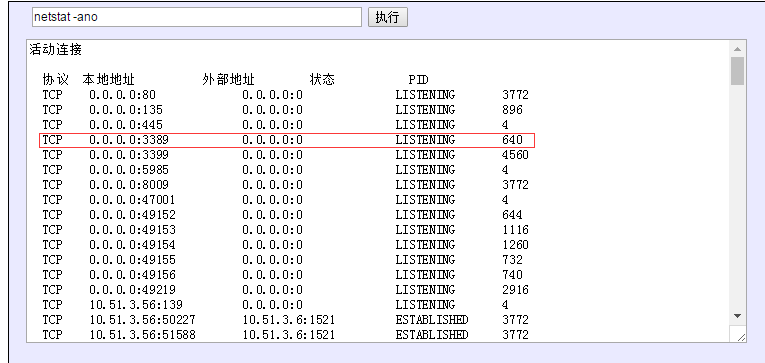 netstat -ano 执行
活动连接
协议 本地地址 外部地址 状态 PID
TCP 0.0.0.0:80 0.0.0.0:0 LISTENING 3772
TCP 0.0.0.0:135 0.0.0.0:0 LISTENING 896
TCP 0.0.0.0:445 0.0.0.0:0 LISTENING 4
TCP 0.0.0.0:3389 0.0.0.0:0 LISTENING 640
TCP 0.0.0.0:3399 0.0.0.0:0 LISTENING 4560
TCP 0.0.0.0:5985 0.0.0.0:0 LISTENING 4
TCP 0.0.0.0:8009 0.0.0.0:0 LISTENING 3772
TCP 0.0.0.0:47001 0.0.0.0:0 LISTENING 4
TCP 0.0.0.0:49152 0.0.0.0:0 LISTENING 644
TCP 0.0.0.0:49153 0.0.0.0:0 LISTENING 1116
TCP 0.0.0.0:49154 0.0.0.0:0 LISTENING 1260
TCP 0.0.0.0:49155 0.0.0.0:0 LISTENING 732
TCP 0.0.0.0:49156 0.0.0.0:0 LISTENING 740
TCP 0.0.0.0:49219 0.0.0.0:0 LISTENING 2916
TCP 10.51.3.56:139 0.0.0.0:0 LISTENING 4
TCP 10.51.3.56:50227 10.51.3.6:1521 ESTABLISHED 3772
TCP 10.51.3.56:51588 10.51.3.6:1521 ESTABLISHED 3772